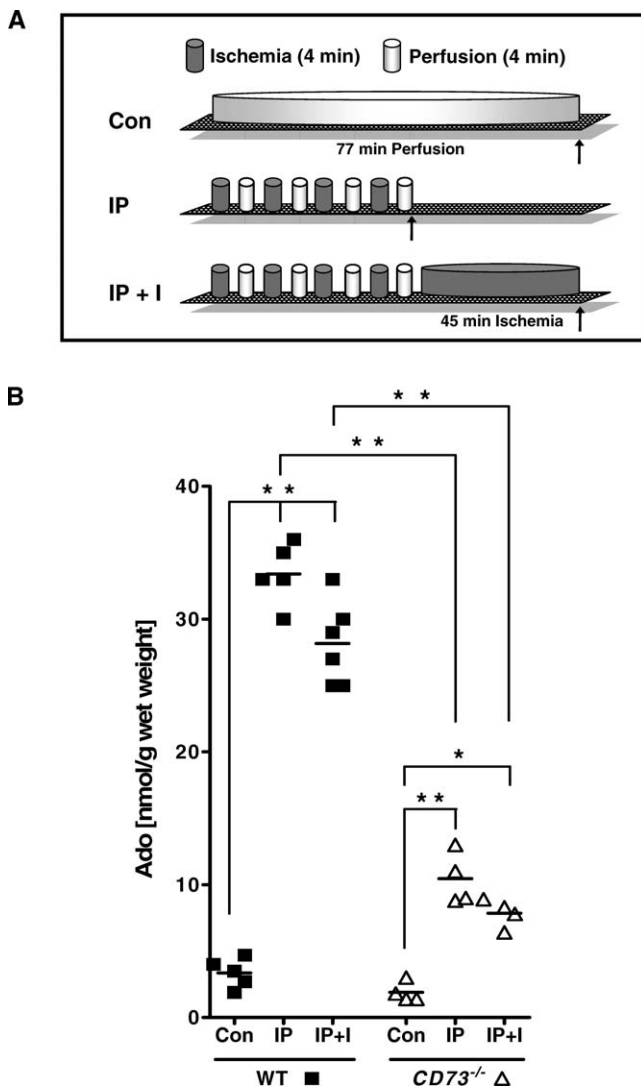 A
Ischemia (4 min) Perfusion (4 min)
Con
77 min Perfusion
IP
IP + I
45 min Ischemia
B
* *
* *
* *
40
30
20
10
0
*
**
Ado [nmol/g wet weight]
Con IP IP+I Con IP IP+I
WT ■ CD73-/- △